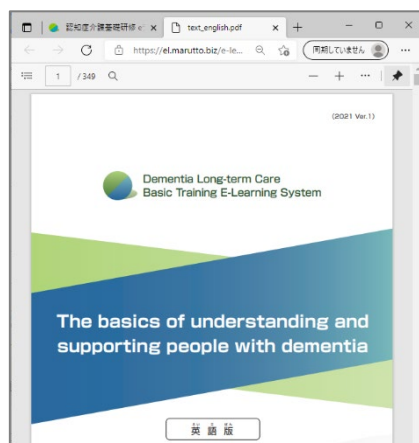 認知症介護基礎研修 e
text_english.pdf
https://el.marutto.biz/e-le...
同期していません
1 / 349
(2021 Ver.1)
Dementia Long-term Care
Basic Training E-Learning System
The basics of understanding and
supporting people with dementia
英語版